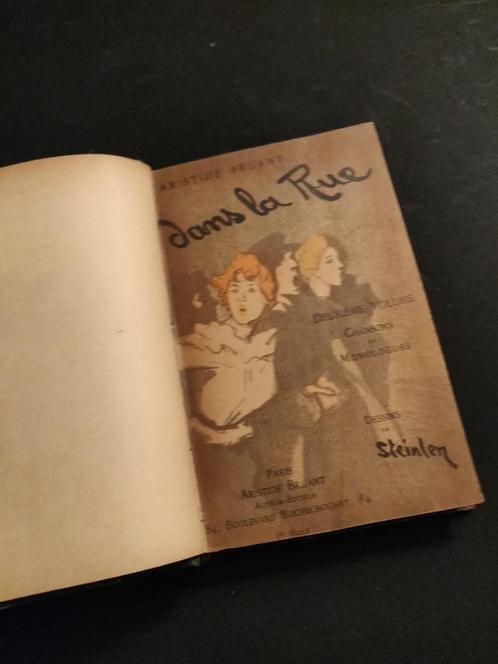 ARISTIDE BRUANT
dans la Rue
DEUXIÈME VOLUME
CHANSONS
ET
MONOLOGUES
DESSINS
DE
Steinlen
PARIS
ARISTIDE BRUANT
AUTEUR-ÉDITEUR
84, BOULEVARD ROCHECHOUART, 84